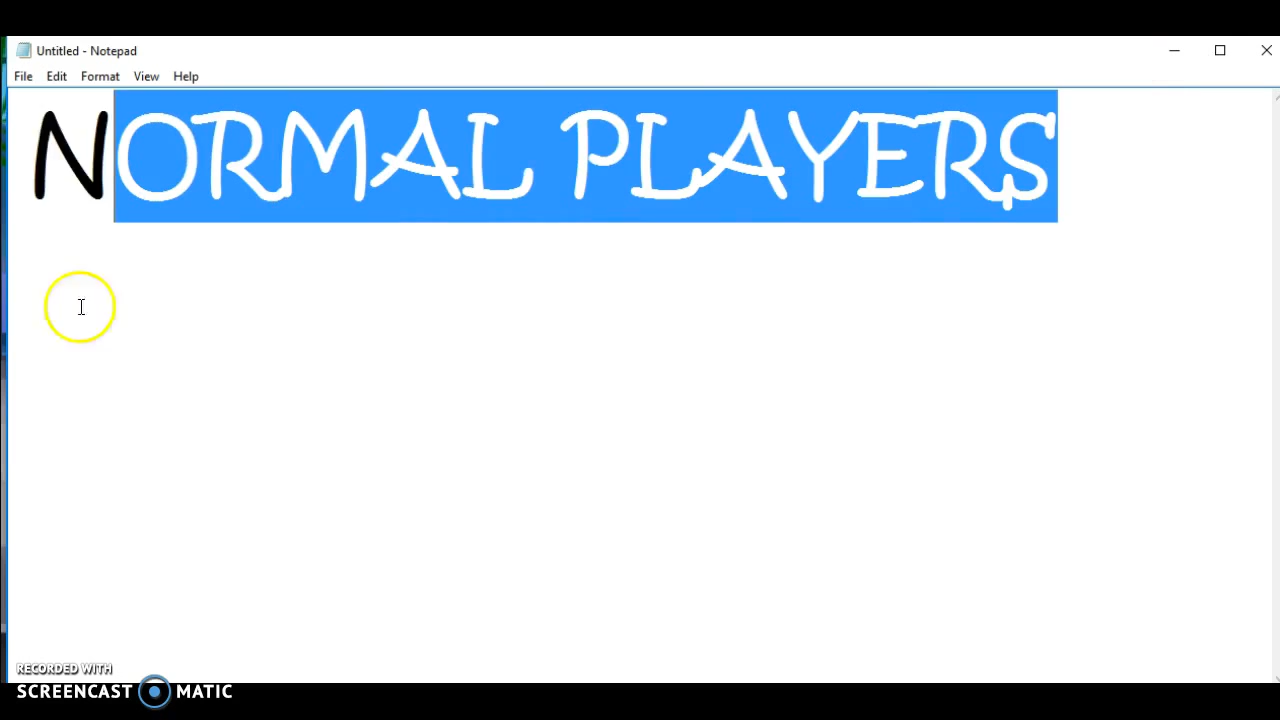 Untitled - Notepad
File Edit Format View Help
NORMAL PLAYERS
RECORDED WITH
SCREENCAST MATIC